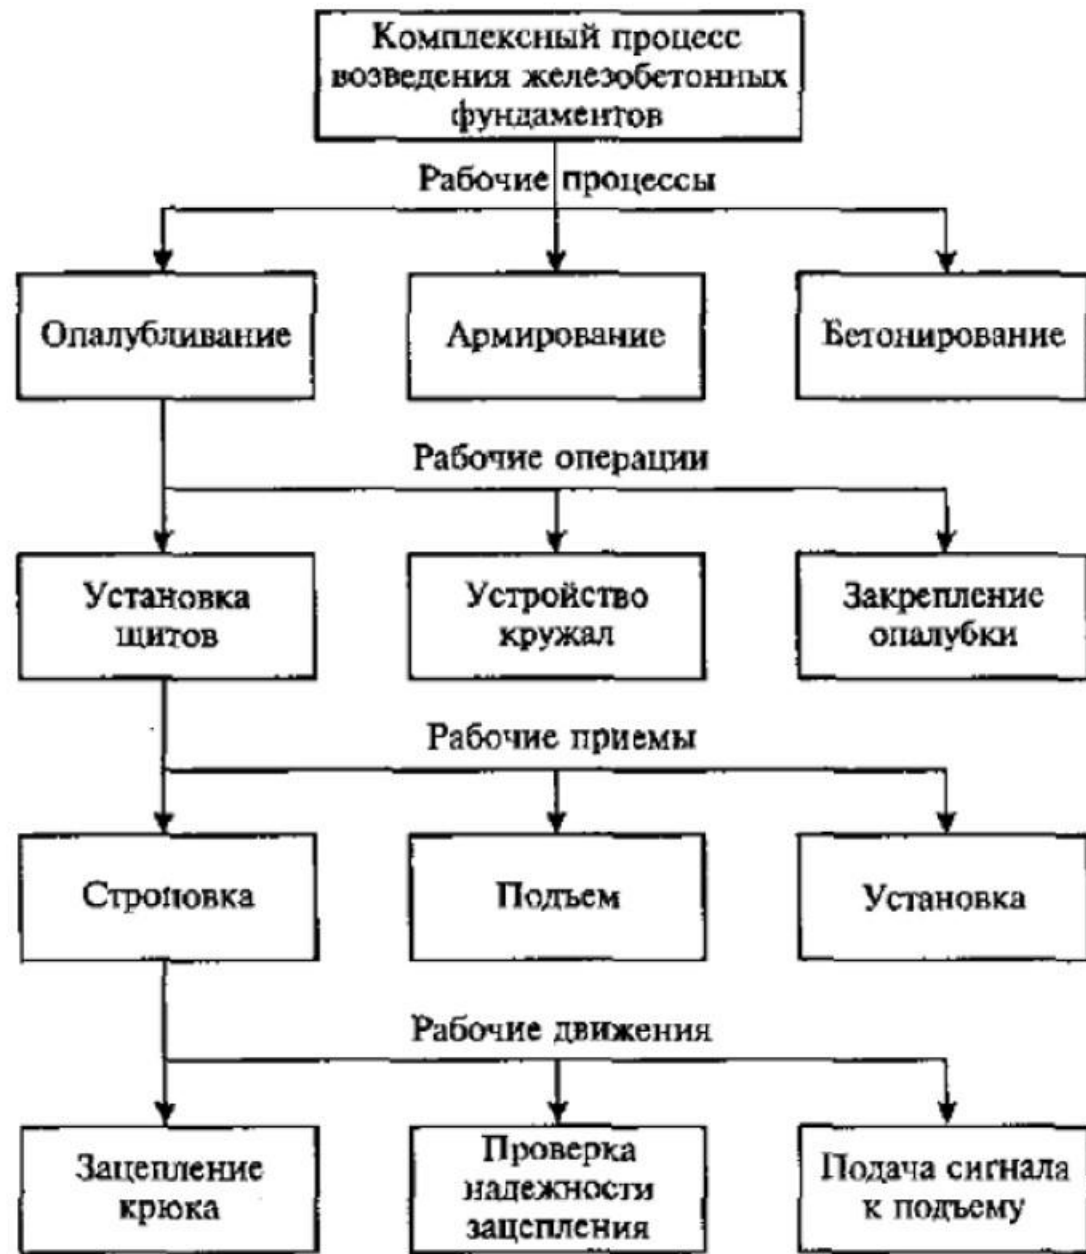 Комплексный процесс
возведения железобетонных
фундаментов
Рабочие процессы
Опалубливание
Армирование
Бетонирование
Рабочие операции
Установка
щитов
Устройство
кружал
Закрепление
опалубки
Рабочие приемы
Строповка
Подъем
Установка
Рабочие движения
Зацепление
крюка
Проверка
надежности
зацепления
Подача сигнала
к подъему